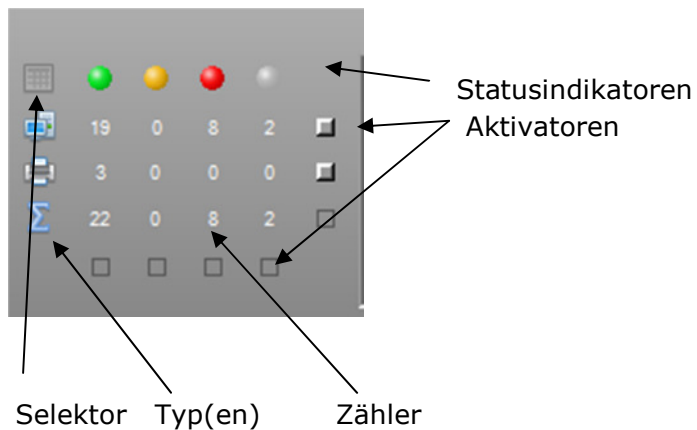 Statusindikatoren
19 0 8 2
Aktivatoren
3 0 0 0
Σ 22 0 8 2
Selektor Typ(en) Zähler